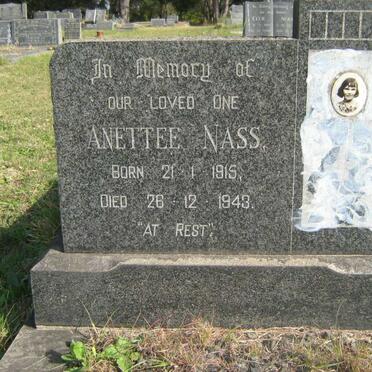 In Memory of
OUR LOVED ONE
ANETTEE NASS.
BORN 21-1-1915,
DIED 26-12-1943.
"AT REST".